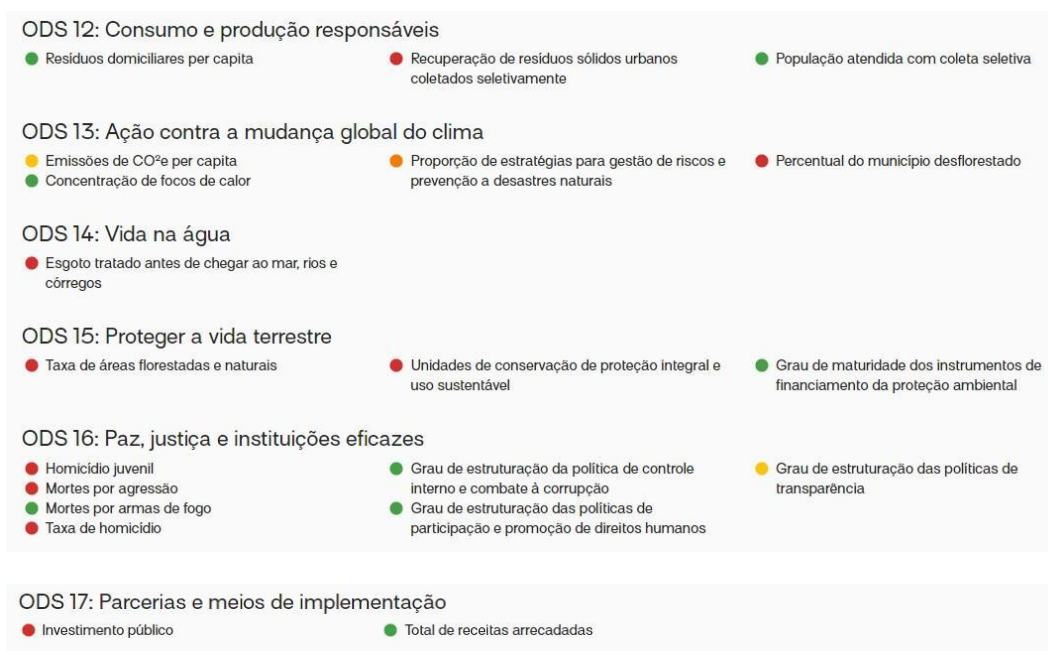 ODS 12: Consumo e produção responsáveis
Resíduos domiciliares per capita
Recuperação de resíduos sólidos urbanos
coletados seletivamente
População atendida com coleta seletiva
ODS 13: Ação contra a mudança global do clima
Emissões de CO²e per capita
Concentração de focos de calor
Proporção de estratégias para gestão de riscos e
prevenção a desastres naturais
Percentual do município desflorestado
ODS 14: Vida na água
Esgoto tratado antes de chegar ao mar, rios e
córregos
ODS 15: Proteger a vida terrestre
Taxa de áreas florestadas e naturais
Unidades de conservação de proteção integral e
uso sustentável
Grau de maturidade dos instrumentos de
financiamento da proteção ambiental
ODS 16: Paz, justiça e instituições eficazes
Homicídio juvenil
Mortes por agressão
Mortes por armas de fogo
Taxa de homicídio
Grau de estruturação da política de controle
interno e combate à corrupção
Grau de estruturação das políticas de
participação e promoção de direitos humanos
Grau de estruturação das políticas de
transparência
ODS 17: Parcerias e meios de implementação
Investimento público
Total de receitas arrecadadas